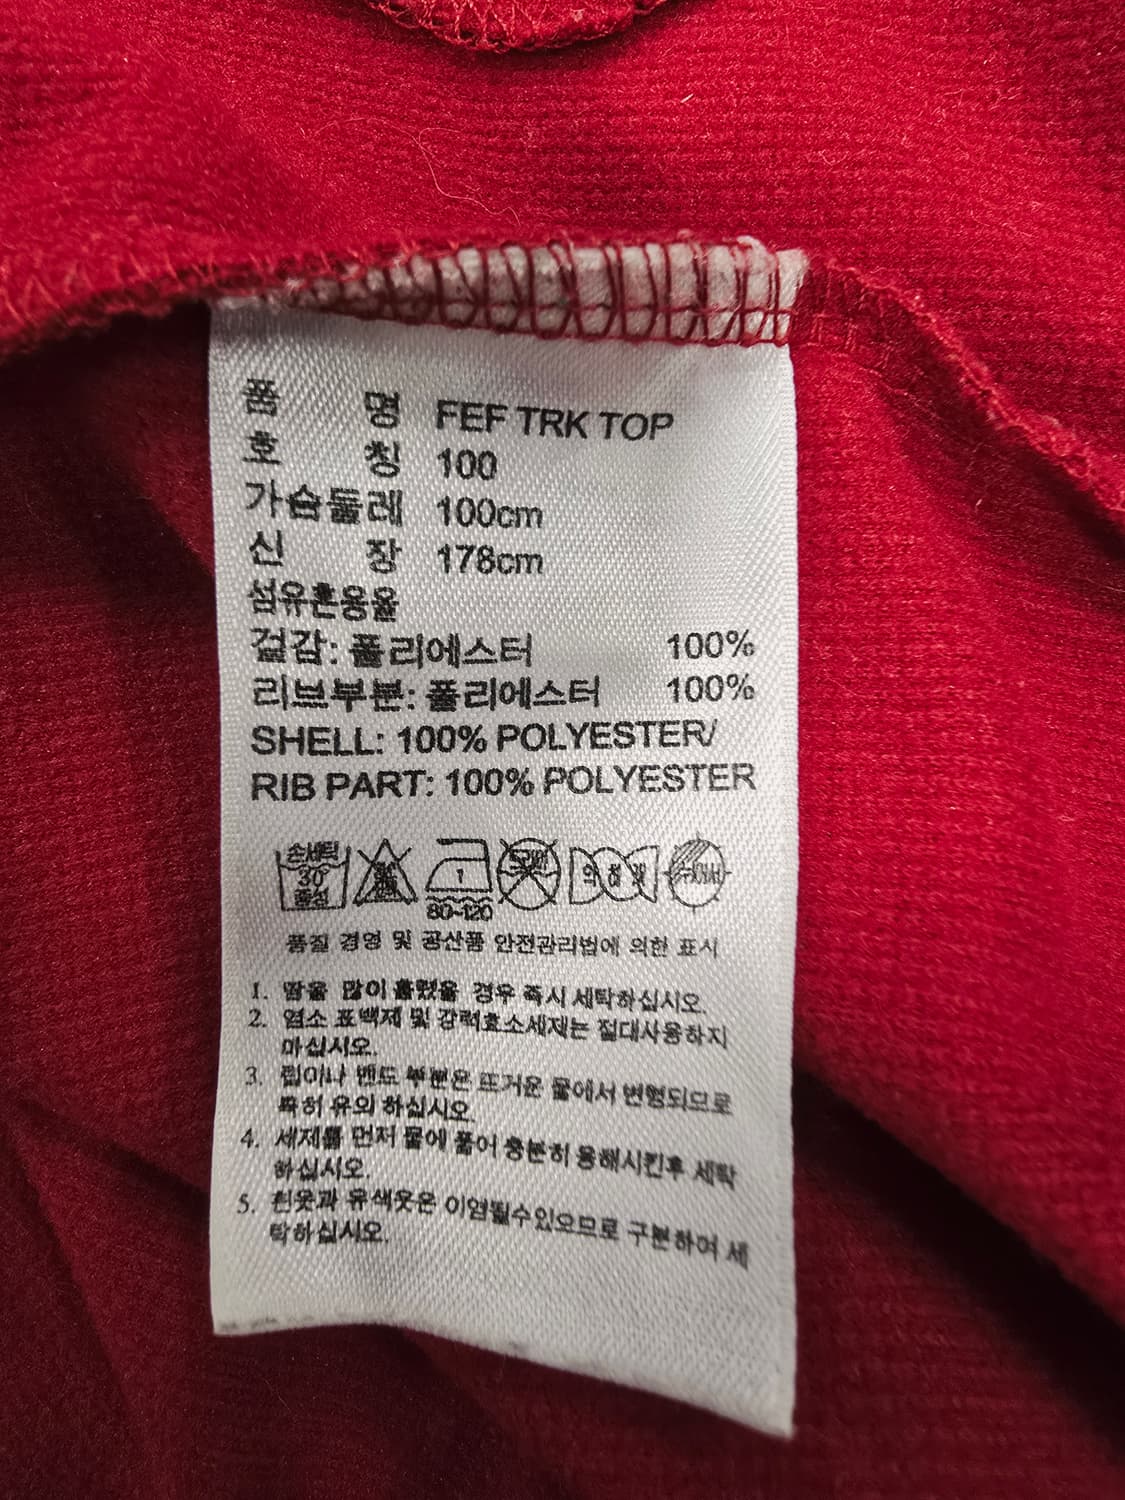 품 명 FEF TRK TOP
호 칭 100
가슴둘레 100cm
신 장 178cm
섬유혼용율
겉감: 폴리에스터 100%
리브부분: 폴리에스터 100%
SHELL: 100% POLYESTER/
RIB PART: 100% POLYESTER
손세탁
30°
중성
1
80~120
드라이
옷걸이
약하게
품질 경영 및 공산품 안전관리법에 의한 표시
1. 땀을 많이 흘렸을 경우 즉시 세탁하십시오.
2. 염소 표백제 및 강력효소세제는 절대사용하지
마십시오.
3. 립이나 밴드 부분은 뜨거운 물에서 변형되므로
특히 유의 하십시오.
4. 세제를 먼저 물에 풀어 충분히 용해시킨후 세탁
하십시오.
5. 흰옷과 유색옷은 이염될수있으므로 구분하여 세
탁하십시오.